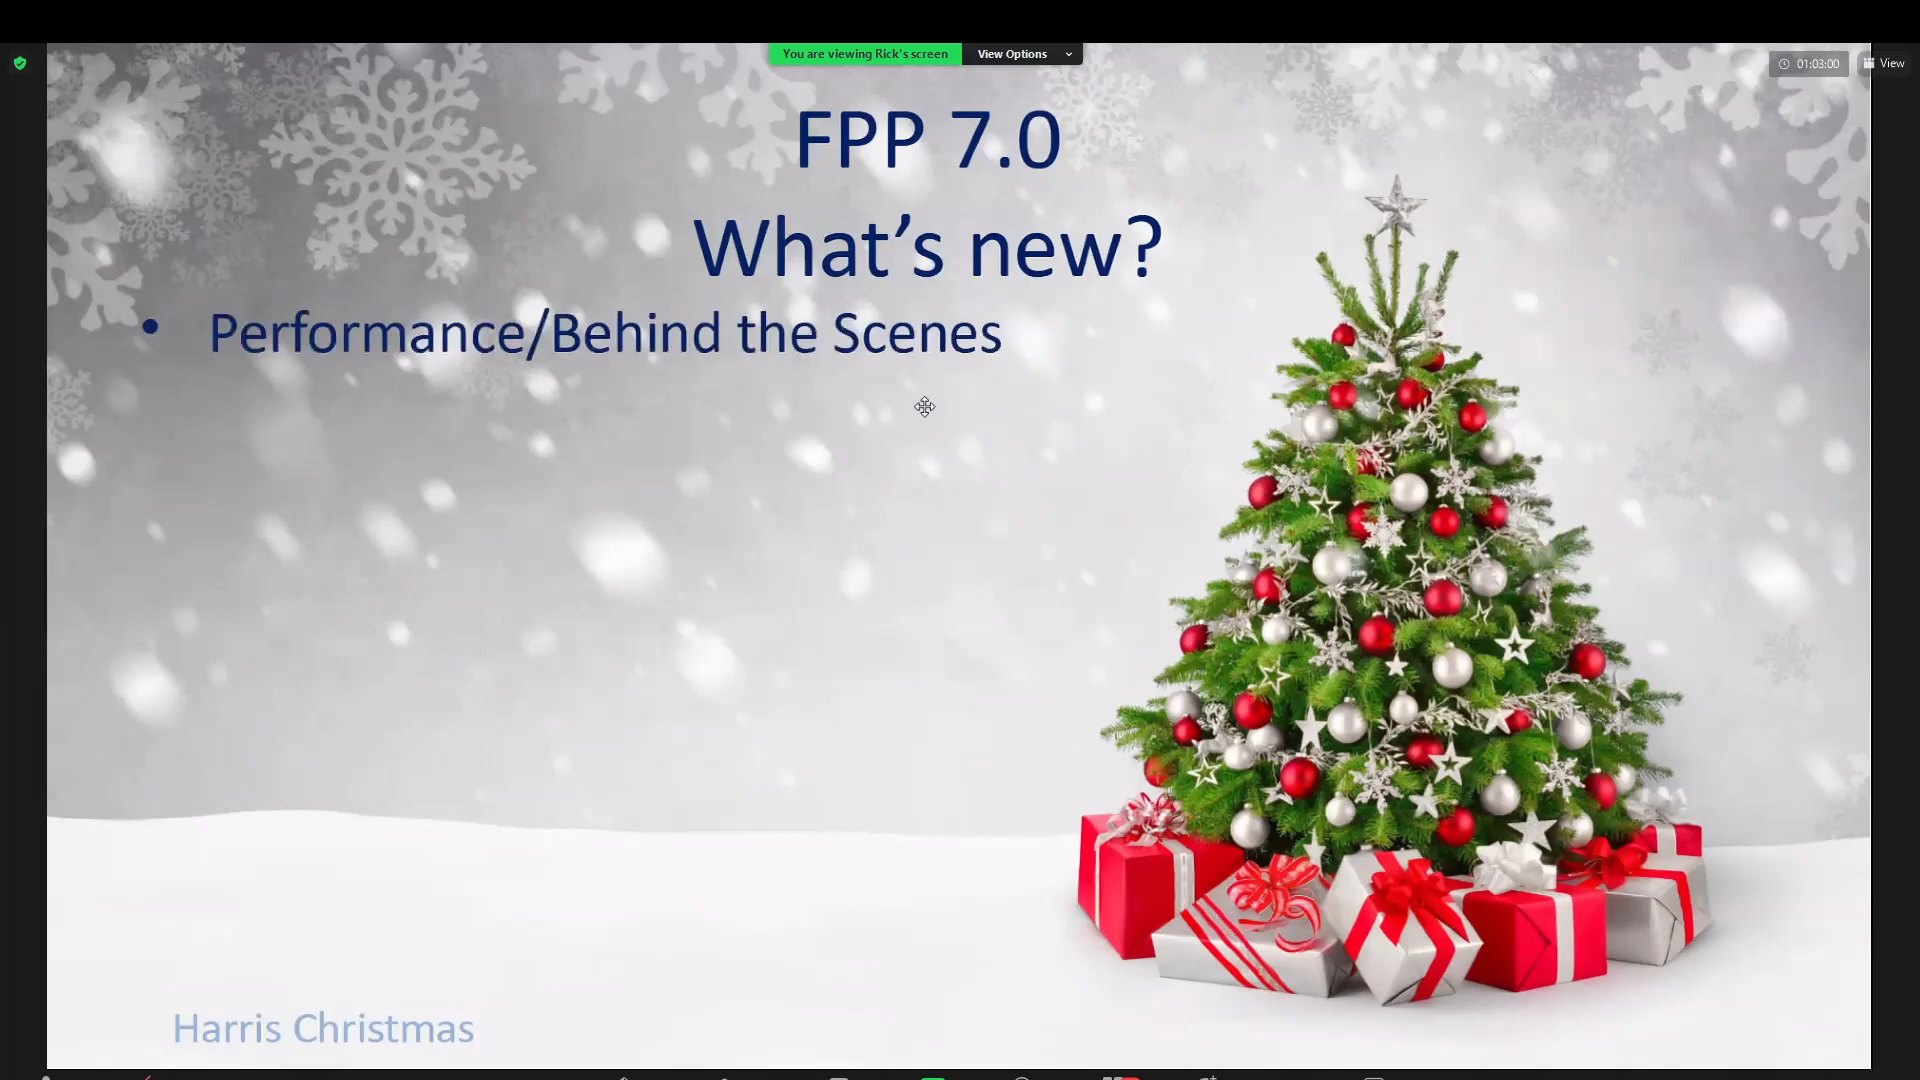 You are viewing Rick's screen View Options
01:03:00 View
FPP 7.0
What's new?
• Performance/Behind the Scenes
Harris Christmas